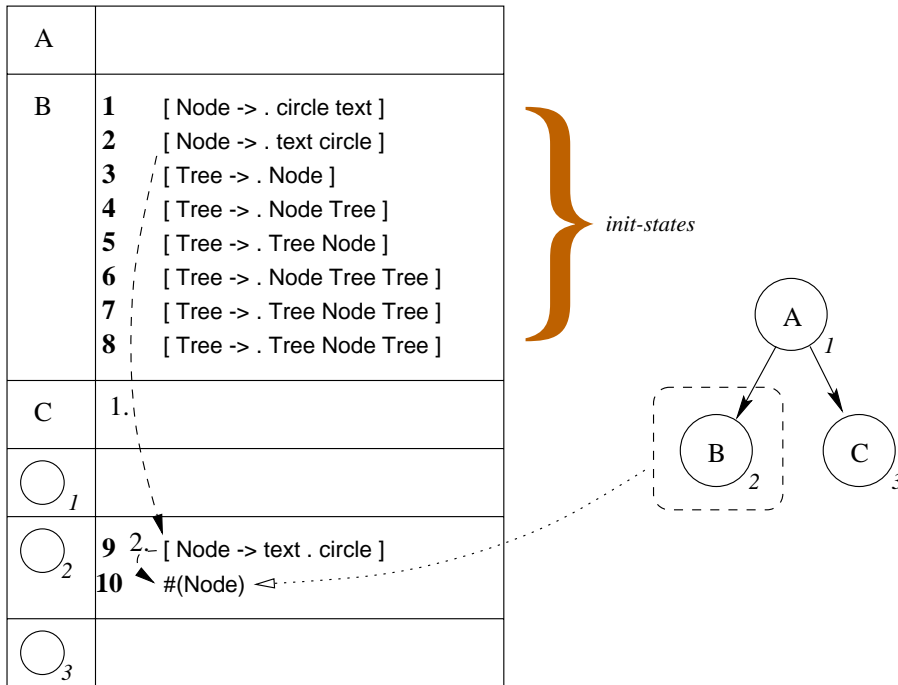 A
B
1 [ Node -> . circle text ]
2 [ Node -> . text circle ]
3 [ Tree -> . Node ]
4 [ Tree -> . Node Tree ]
5 [ Tree -> . Tree Node ]
6 [ Tree -> . Node Tree Tree ]
7 [ Tree -> . Tree Node Tree ]
8 [ Tree -> . Tree Node Tree ]
init-states
C 1.
1
2
9 2. [ Node -> text . circle ]
10 #(Node)
3
A
1
B
2
C
3